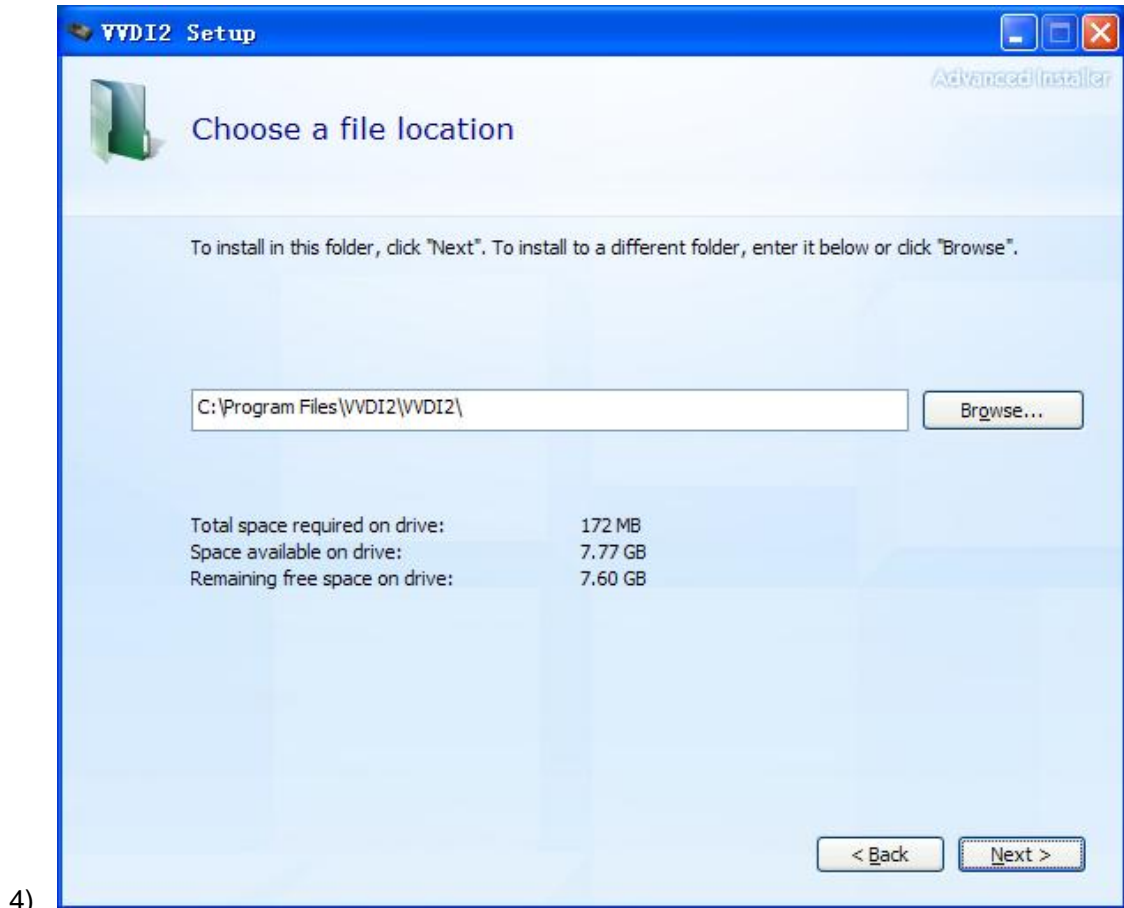 VVDI2 Setup
Advanced Installer
Choose a file location
To install in this folder, click "Next". To install to a different folder, enter it below or click "Browse".
C:\Program Files\VVDI2\VVDI2\
Browse...
Total space required on drive: 172 MB
Space available on drive: 7.77 GB
Remaining free space on drive: 7.60 GB
< Back
Next >
4)